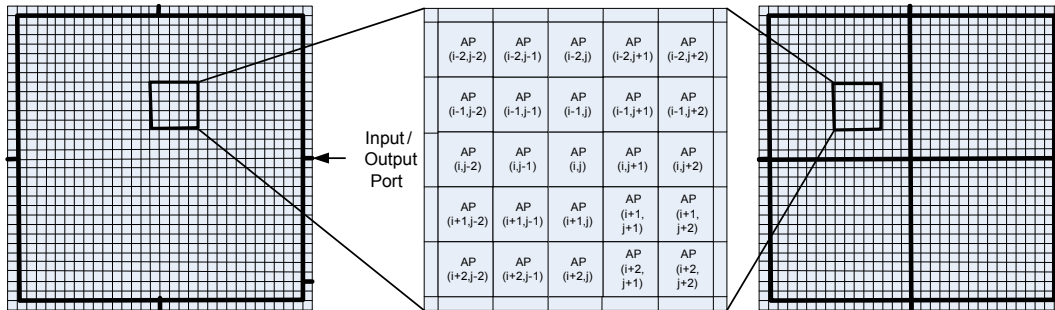 AP AP AP AP AP
(i-2,j-2) (i-2,j-1) (i-2,j) (i-2,j+1) (i-2,j+2)
AP AP AP AP AP
(i-1,j-2) (i-1,j-1) (i-1,j) (i-1,j+1) (i-1,j+2)
Input /
Output
Port
AP AP AP AP AP
(i,j-2) (i,j-1) (i,j) (i,j+1) (i,j+2)
AP AP AP AP AP
(i+1,j-2) (i+1,j-1) (i+1,j) (i+1, (i+1,
j+1) j+2)
AP AP AP AP AP
(i+2,j-2) (i+2,j-1) (i+2,j) (i+2, (i+2,
j+1) j+2)